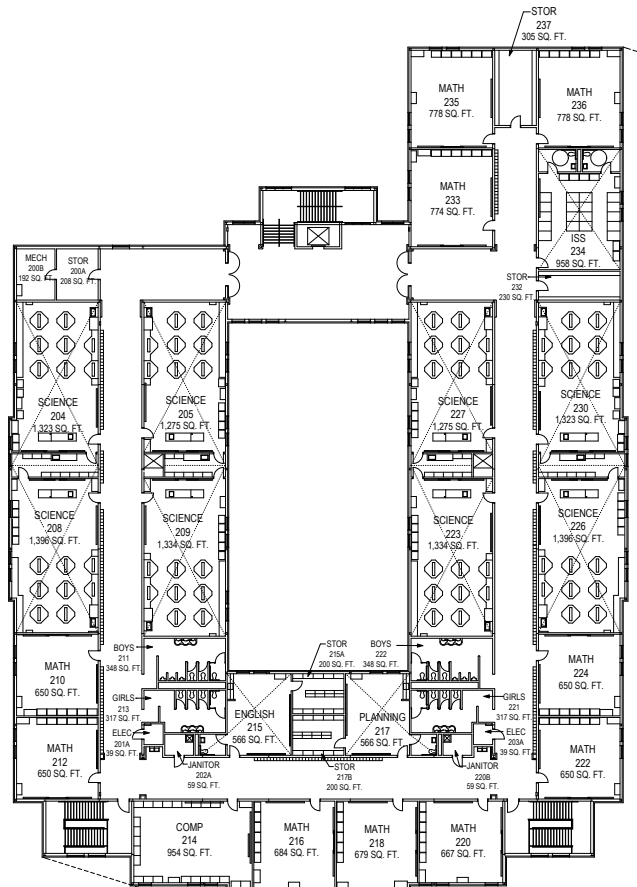 STOR
237
305 SQ. FT.
MATH
235
778 SQ. FT.
MATH
236
778 SQ. FT.
MATH
233
774 SQ. FT.
ISS
234
958 SQ. FT.
MECH
200B
192 SQ. FT.
STOR
200A
208 SQ. FT.
STOR
232
230 SQ. FT.
SCIENCE
204
1,323 SQ. FT.
SCIENCE
205
1,275 SQ. FT.
SCIENCE
227
1,275 SQ. FT.
SCIENCE
230
1,323 SQ. FT.
SCIENCE
208
1,396 SQ. FT.
SCIENCE
209
1,334 SQ. FT.
SCIENCE
223
1,334 SQ. FT.
SCIENCE
226
1,396 SQ. FT.
BOYS
211
348 SQ. FT.
STOR
215A
200 SQ. FT.
BOYS
222
348 SQ. FT.
MATH
210
650 SQ. FT.
MATH
224
650 SQ. FT.
GIRLS
213
317 SQ. FT.
GIRLS
221
317 SQ. FT.
ENGLISH
215
566 SQ. FT.
PLANNING
217
566 SQ. FT.
ELEC
201A
39 SQ. FT.
ELEC
203A
39 SQ. FT.
MATH
212
650 SQ. FT.
MATH
222
650 SQ. FT.
JANITOR
202A
59 SQ. FT.
STOR
217B
200 SQ. FT.
JANITOR
220B
59 SQ. FT.
COMP
214
954 SQ. FT.
MATH
216
684 SQ. FT.
MATH
218
679 SQ. FT.
MATH
220
667 SQ. FT.